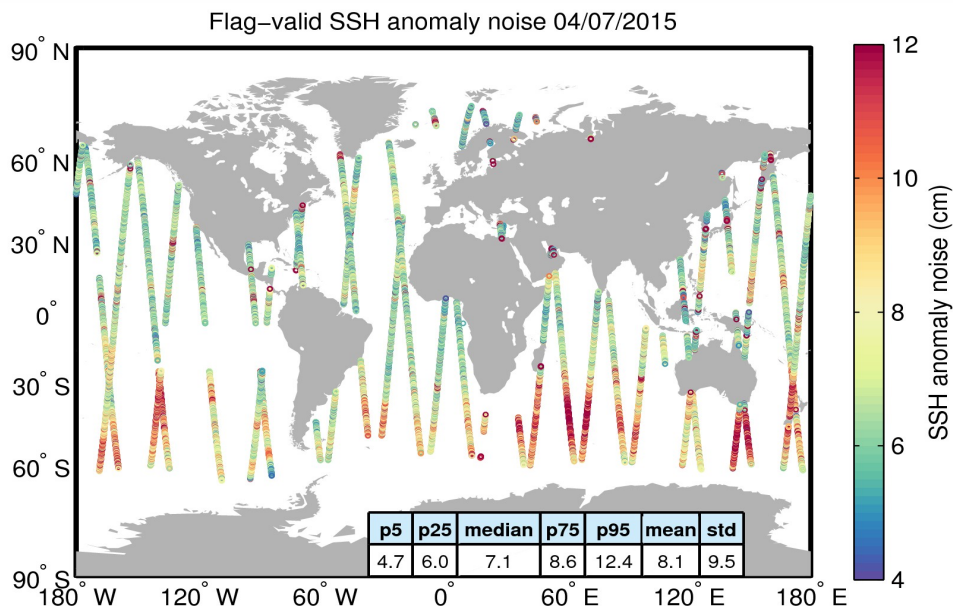 Flag−valid SSH anomaly noise 04/07/2015
90° N
60° N
30° N
0°
30° S
60° S
90° S
180° W 120° W 60° W 0° 60° E 120° E 180° E
p5 p25 median p75 p95 mean std
4.7 6.0 7.1 8.6 12.4 8.1 9.5
12
10
8
6
4
SSH anomaly noise (cm)